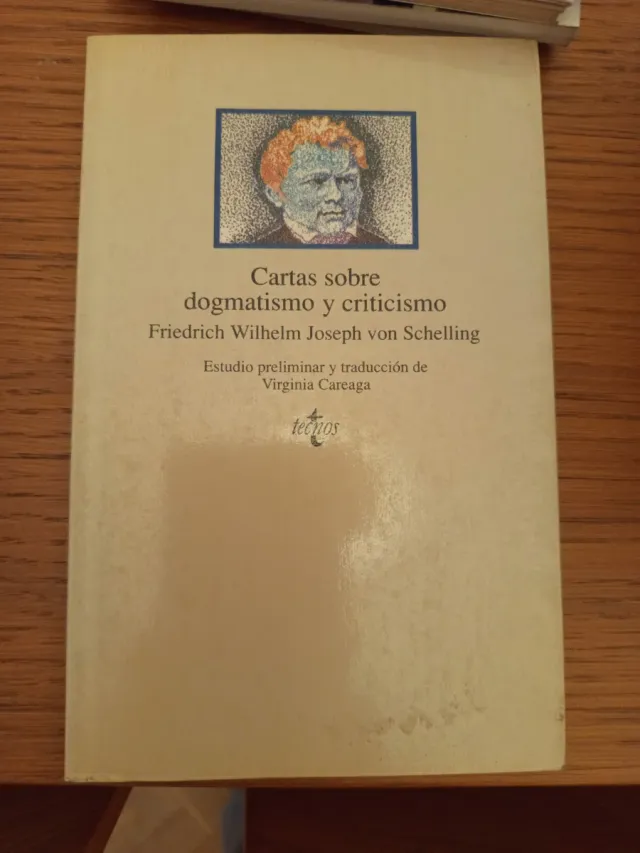 Cartas sobre
dogmatismo y criticismo
Friedrich Wilhelm Joseph von Schelling
Estudio preliminar y traducción de
Virginia Careaga
tecnos